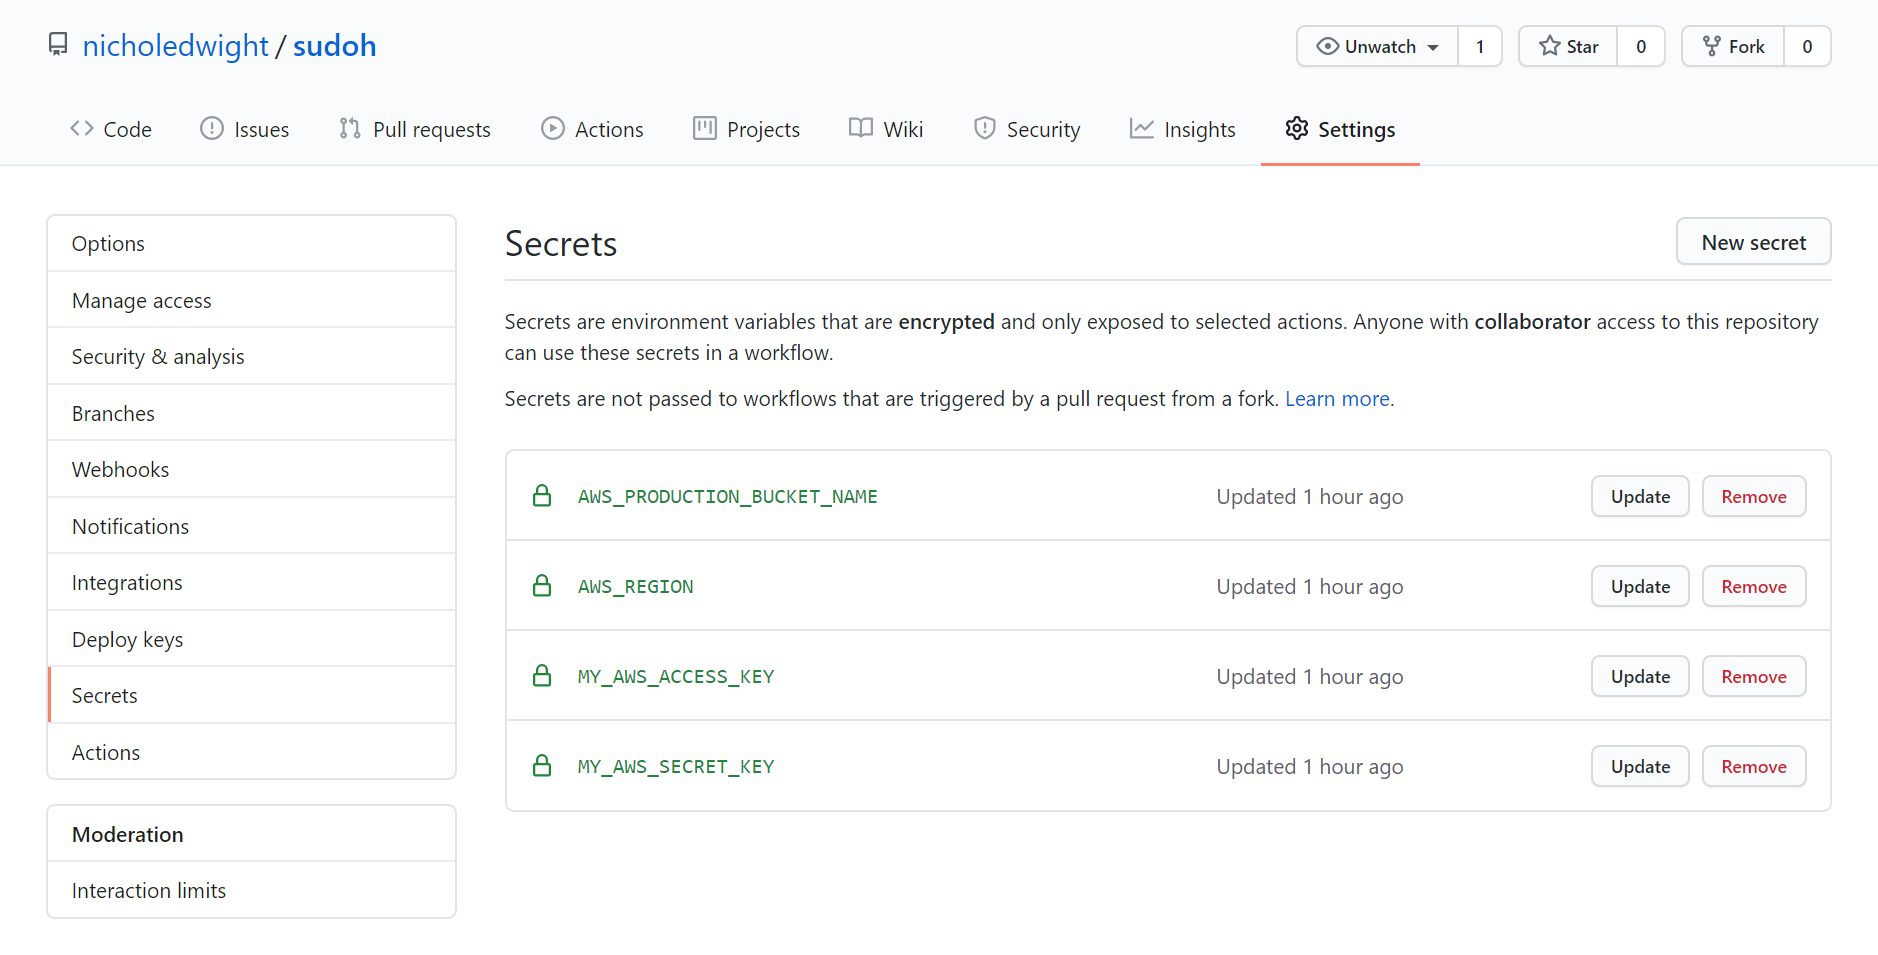 nicholedwight / sudoh
Unwatch 1 Star 0 Fork 0
Code Issues Pull requests Actions Projects Wiki Security Insights Settings
Options
Manage access
Security & analysis
Branches
Webhooks
Notifications
Integrations
Deploy keys
Secrets
Actions
Moderation
Interaction limits
Secrets
New secret
Secrets are environment variables that are encrypted and only exposed to selected actions. Anyone with collaborator access to this repository
can use these secrets in a workflow.
Secrets are not passed to workflows that are triggered by a pull request from a fork. Learn more.
AWS_PRODUCTION_BUCKET_NAME Updated 1 hour ago Update Remove
AWS_REGION Updated 1 hour ago Update Remove
MY_AWS_ACCESS_KEY Updated 1 hour ago Update Remove
MY_AWS_SECRET_KEY Updated 1 hour ago Update Remove